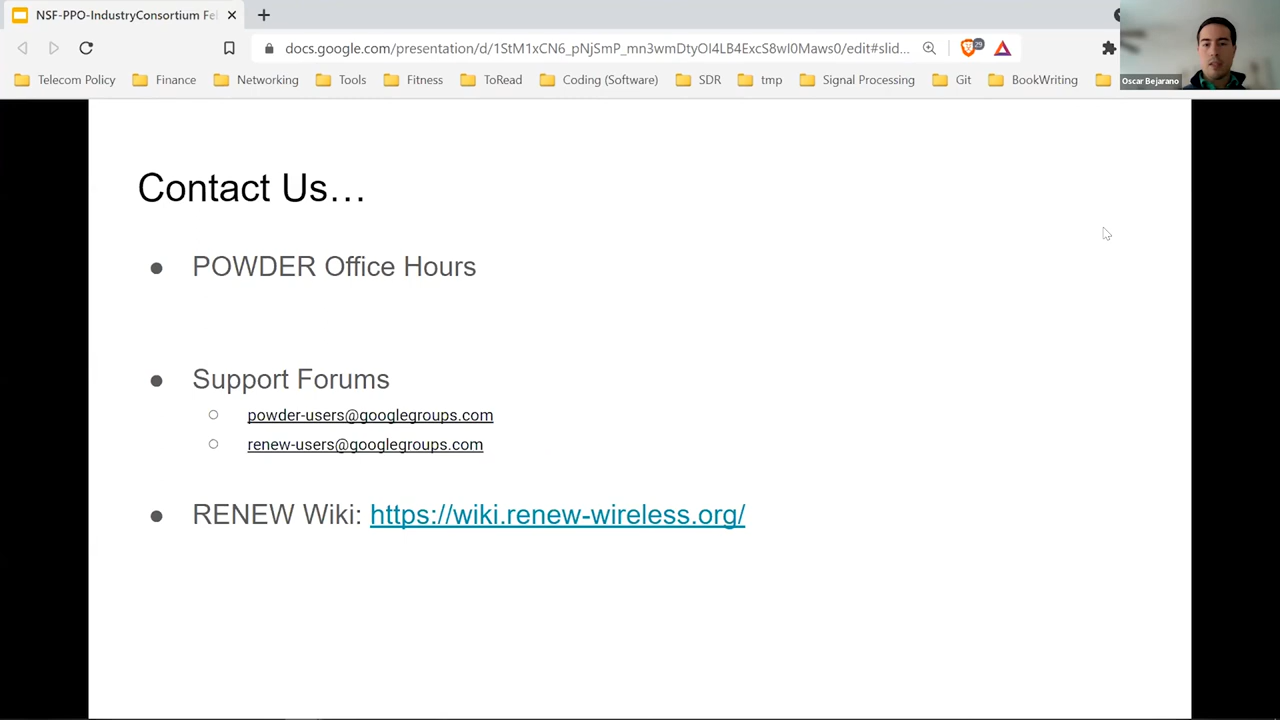 NSF-PPO-IndustryConsortium Fe
docs.google.com/presentation/d/1StM1xCN6_pNjSmP_mn3wmDtyOl4LB4ExcS8wI0Maws0/edit#slid...
29
Telecom Policy
Finance
Networking
Tools
Fitness
ToRead
Coding (Software)
SDR
tmp
Signal Processing
Git
BookWriting
Oscar Bejarano
Contact Us…
● POWDER Office Hours
● Support Forums
○ powder-users@googlegroups.com
○ renew-users@googlegroups.com
● RENEW Wiki: https://wiki.renew-wireless.org/